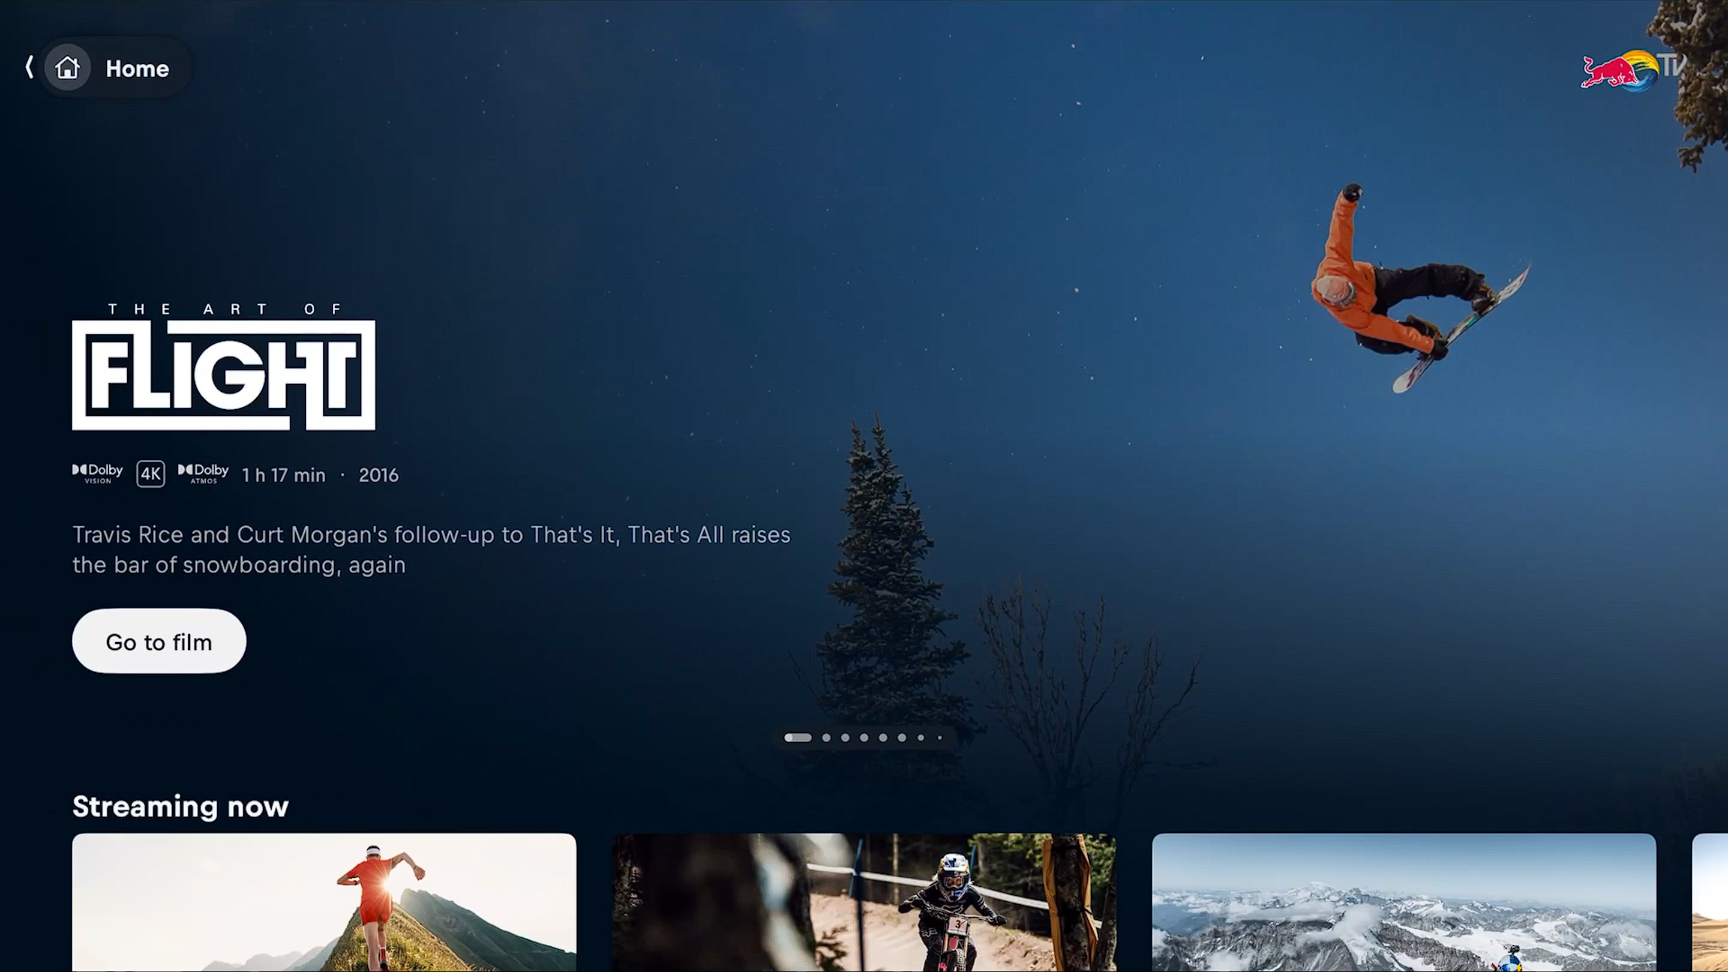 Home
TV
THE ART OF
FLIGHT
Dolby VISION 4K Dolby ATMOS 1 h 17 min · 2016
Travis Rice and Curt Morgan's follow-up to That's It, That's All raises
the bar of snowboarding, again
Go to film
Streaming now
3